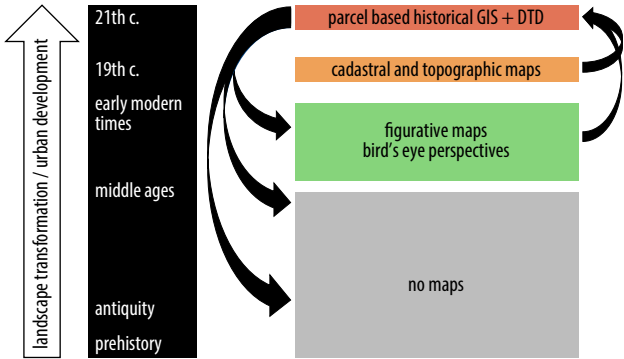 landscape transformation / urban development
21th c.
19th c.
early modern
times
middle ages
antiquity
prehistory
parcel based historical GIS + DTD
cadastral and topographic maps
figurative maps
bird's eye perspectives
no maps